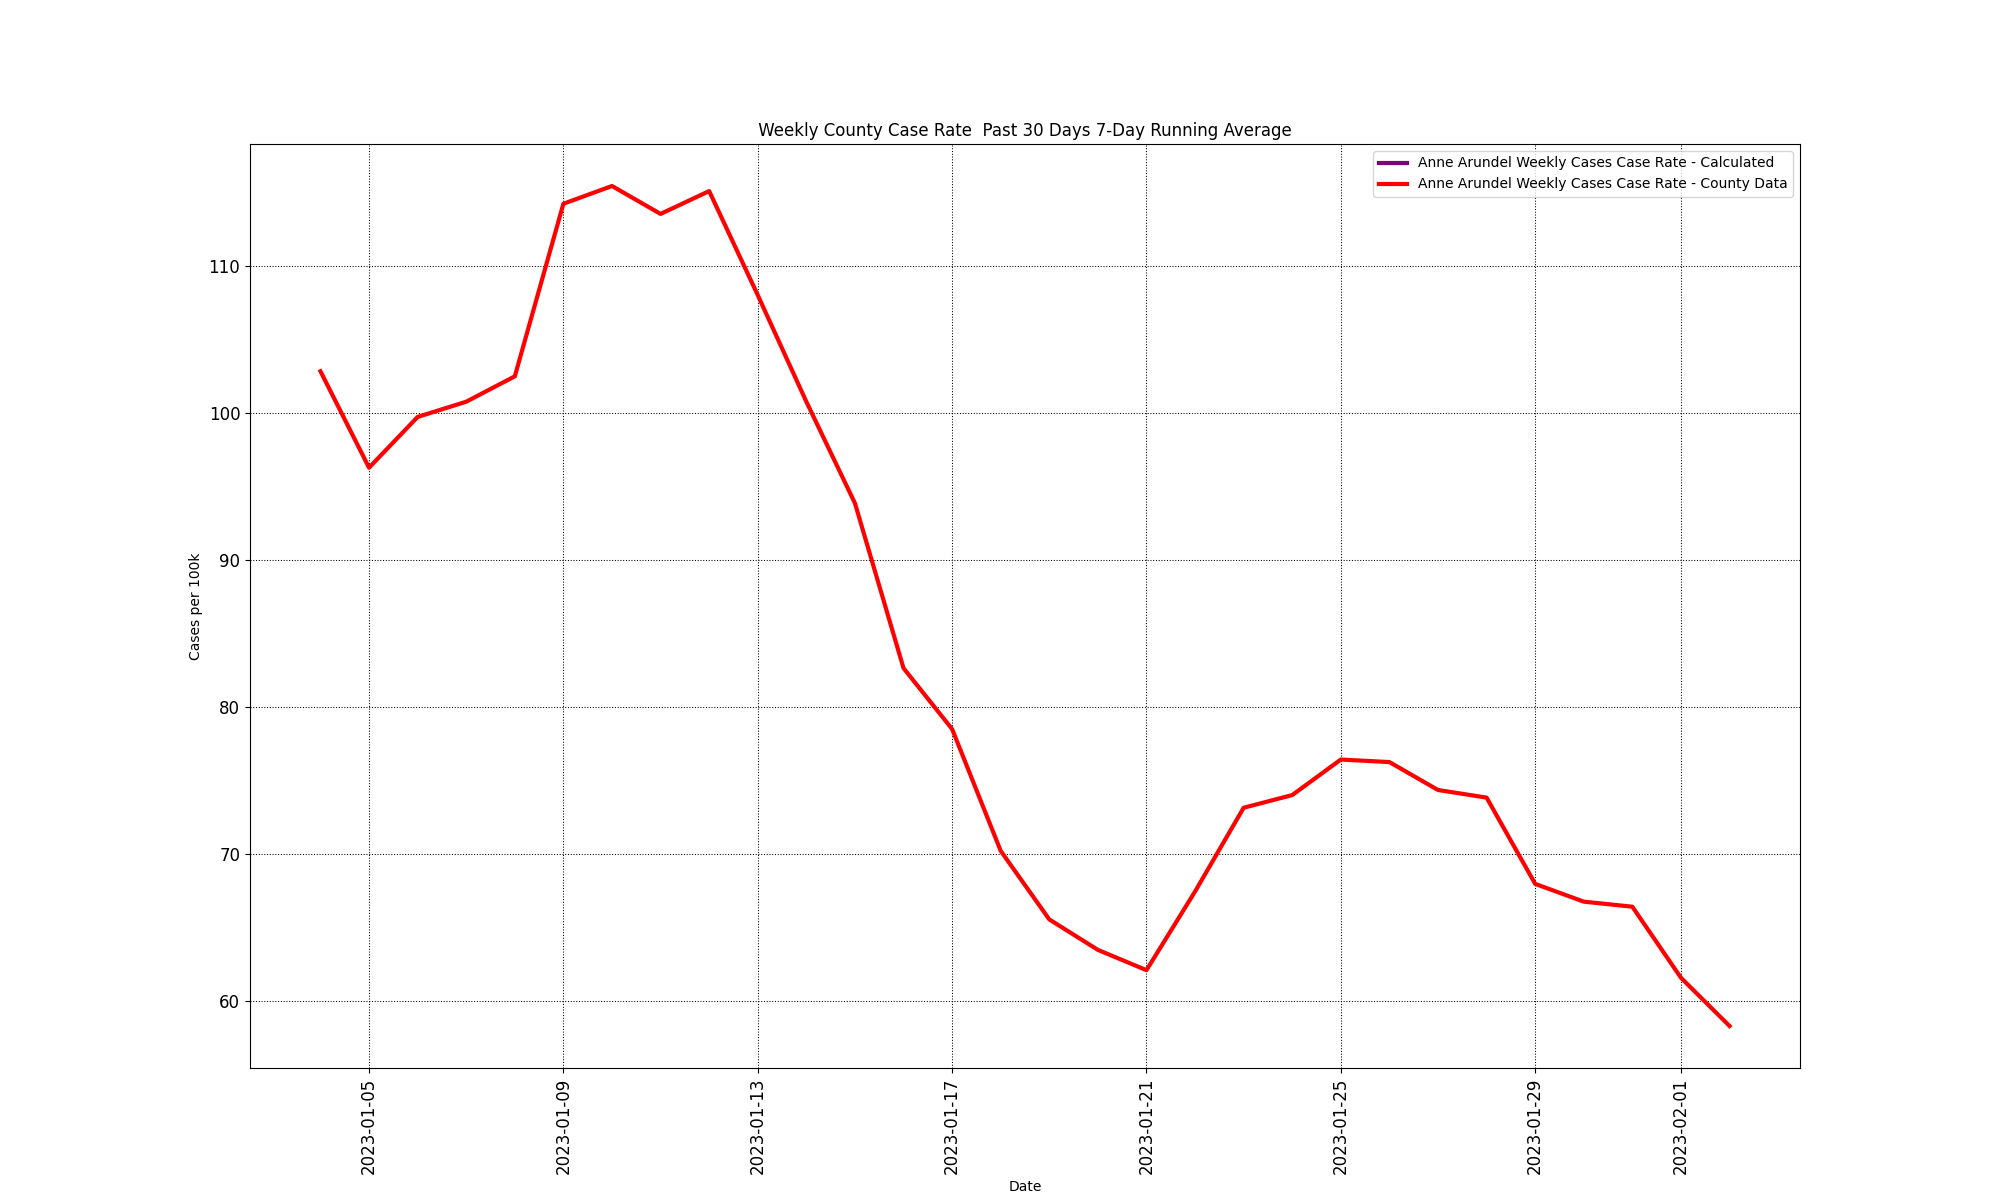 Weekly County Case Rate  Past 30 Days 7-Day Running Average
Anne Arundel Weekly Cases Case Rate - Calculated
Anne Arundel Weekly Cases Case Rate - County Data
110
100
90
80
70
60
Cases per 100k
2023-01-05
2023-01-09
2023-01-13
2023-01-17
2023-01-21
2023-01-25
2023-01-29
2023-02-01
Date